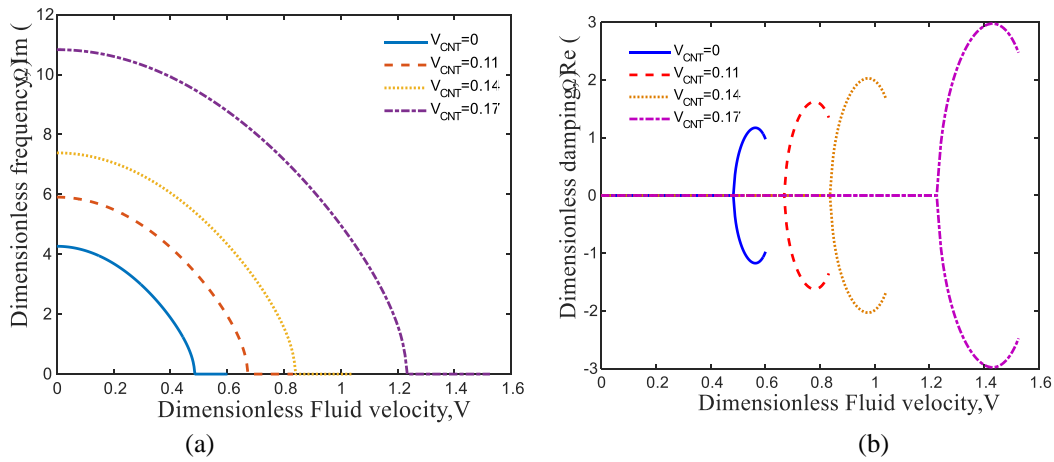 12
10
8
6
4
2
0
Dimensionless frequency,Im (Ω)
V_CNT=0
V_CNT=0.11
V_CNT=0.14
V_CNT=0.17
0 0.2 0.4 0.6 0.8 1 1.2 1.4 1.6
Dimensionless Fluid velocity,V
(a)
3
2
1
0
-1
-2
-3
Dimensionless damping,Re (Ω)
V_CNT=0
V_CNT=0.11
V_CNT=0.14
V_CNT=0.17
0 0.2 0.4 0.6 0.8 1 1.2 1.4 1.6
Dimensionless Fluid velocity,V
(b)